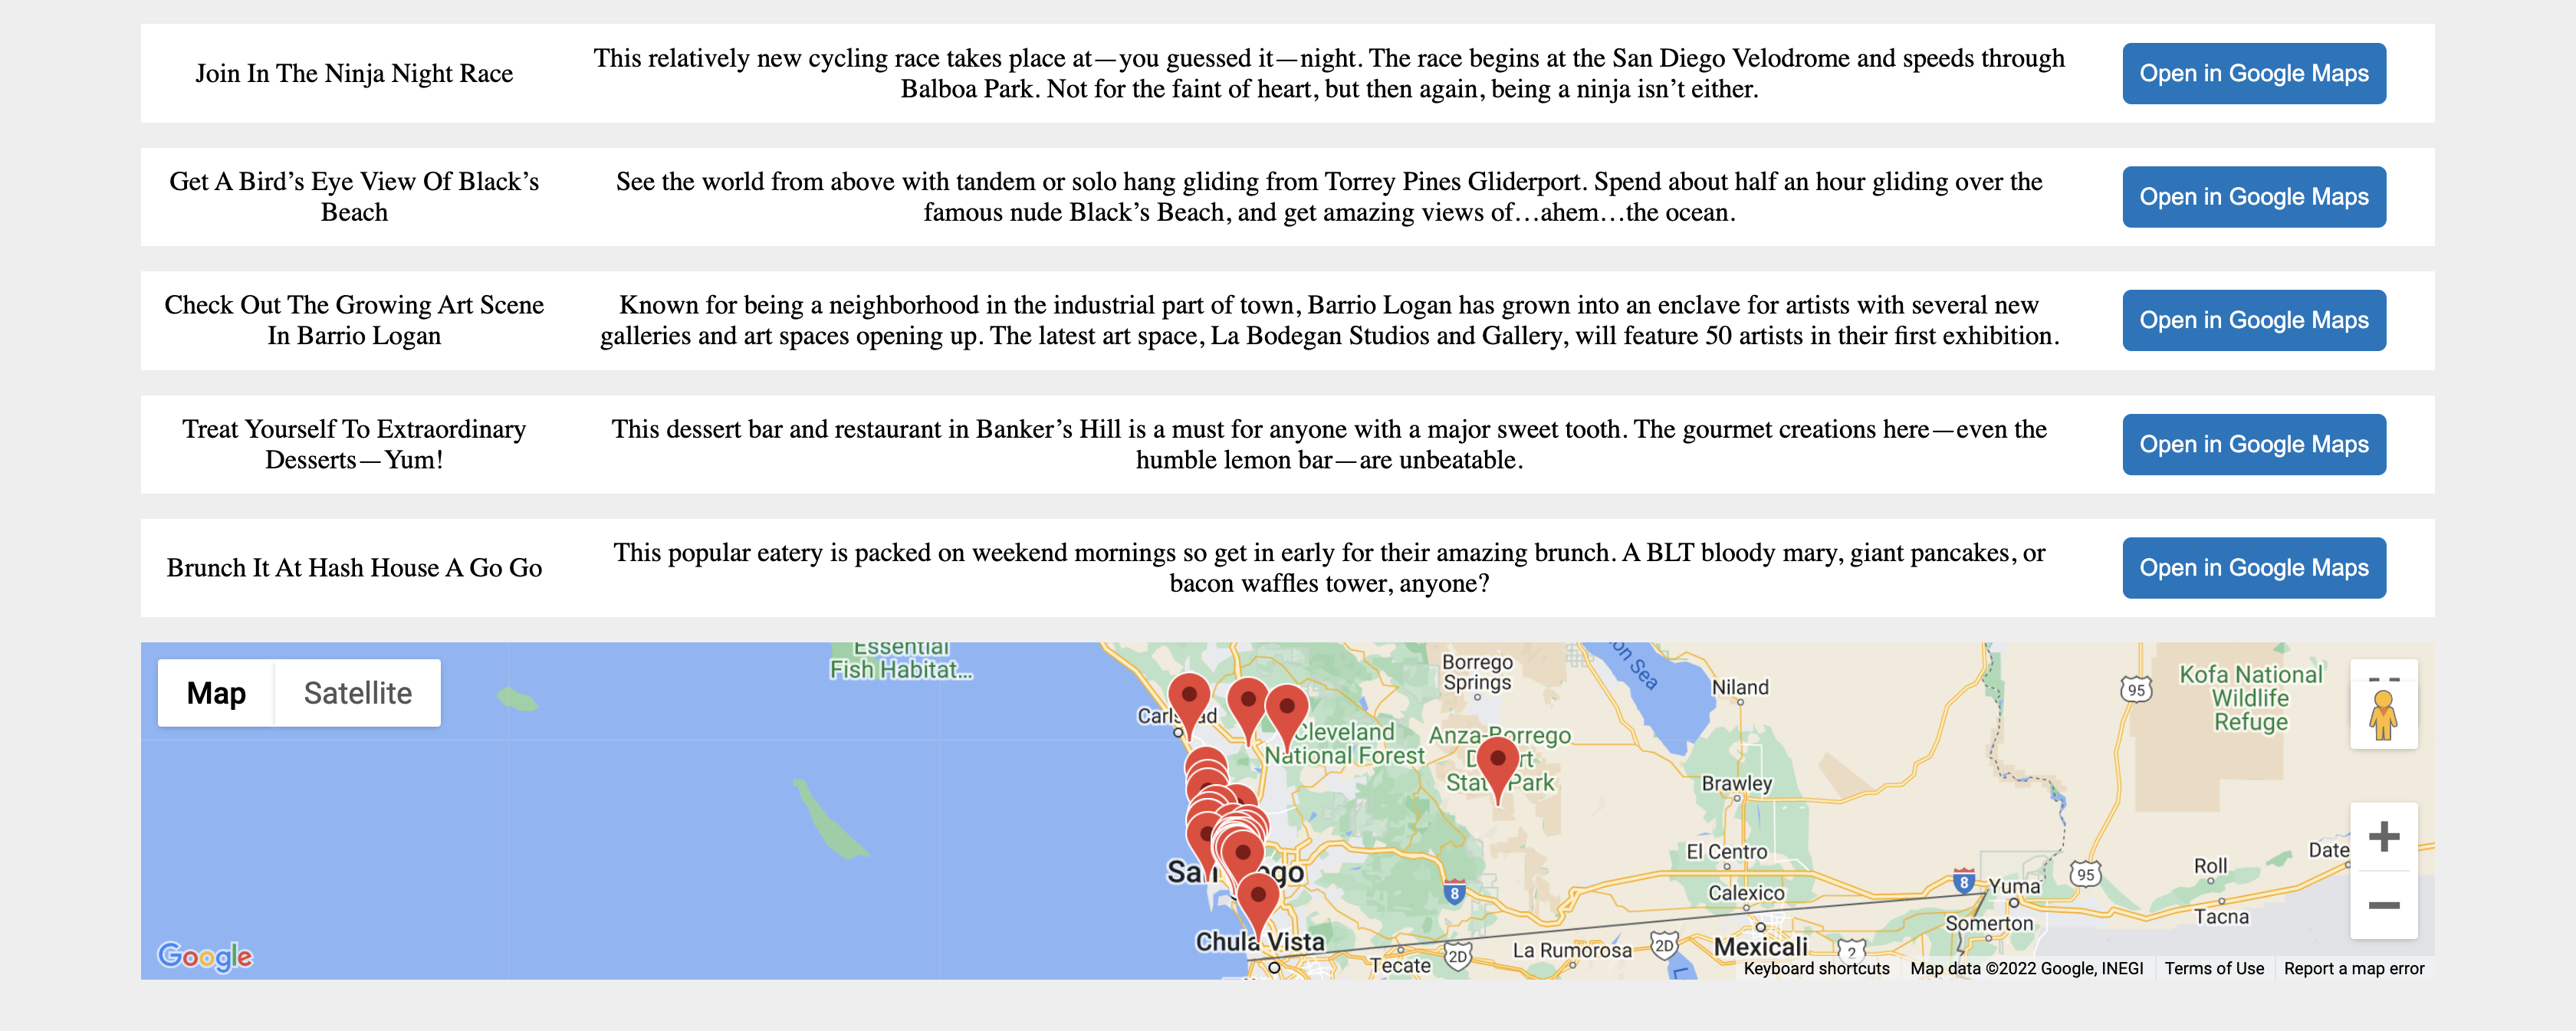 Join In The Ninja Night Race
This relatively new cycling race takes place at—you guessed it—night. The race begins at the San Diego Velodrome and speeds through
Balboa Park. Not for the faint of heart, but then again, being a ninja isn’t either.
Open in Google Maps
Get A Bird’s Eye View Of Black’s
Beach
See the world from above with tandem or solo hang gliding from Torrey Pines Gliderport. Spend about half an hour gliding over the
famous nude Black’s Beach, and get amazing views of…ahem…the ocean.
Open in Google Maps
Check Out The Growing Art Scene
In Barrio Logan
Known for being a neighborhood in the industrial part of town, Barrio Logan has grown into an enclave for artists with several new
galleries and art spaces opening up. The latest art space, La Bodegan Studios and Gallery, will feature 50 artists in their first exhibition.
Open in Google Maps
Treat Yourself To Extraordinary
Desserts—Yum!
This dessert bar and restaurant in Banker’s Hill is a must for anyone with a major sweet tooth. The gourmet creations here—even the
humble lemon bar—are unbeatable.
Open in Google Maps
Brunch It At Hash House A Go Go
This popular eatery is packed on weekend mornings so get in early for their amazing brunch. A BLT bloody mary, giant pancakes, or
bacon waffles tower, anyone?
Open in Google Maps
Map
Satellite
Essential
Fish Habitat...
Borrego
Springs
on Sea
Niland
95
Kofa National
Wildlife
Refuge
Cleveland
National Forest
Anza-Borrego
Park
Brawley
El Centro
Calexico
8
8
Yuma
95
Roll
Date
Tacna
Somerton
Chula Vista
Tecate
2D
La Rumorosa
2D
Mexicali
2
Google
Keyboard shortcuts
Map data ©2022 Google, INEGI
Terms of Use
Report a map error